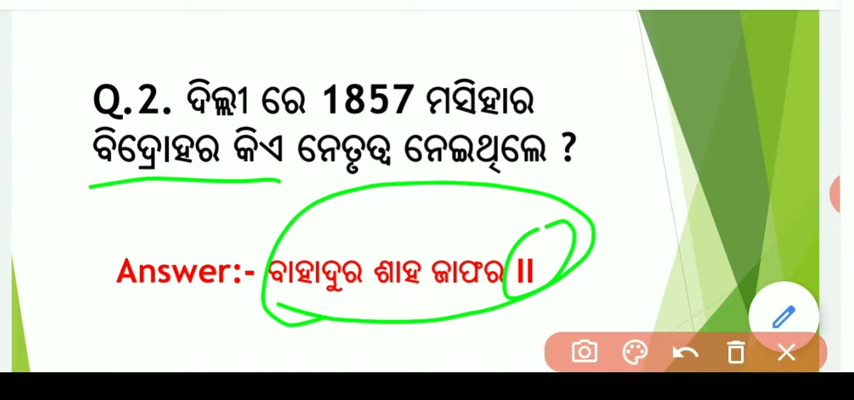 Q.2. ଦିଲ୍ଲୀ ରେ 1857 ମସିହାର
ବିଦ୍ରୋହର କିଏ ନେତୃତ୍ୱ ନେଇଥିଲେ ?
Answer:- ବାହାଦୁର ଶାହ ଜାଫର II